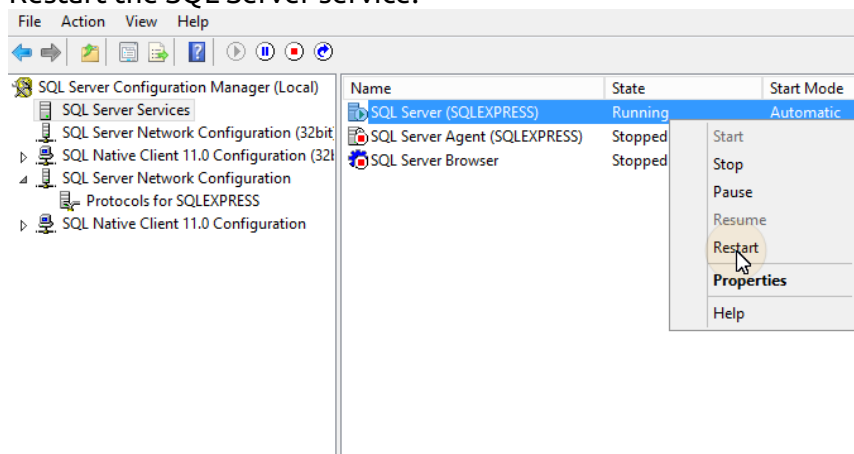 Restart the SQL Server service.
File Action View Help
SQL Server Configuration Manager (Local)
SQL Server Services
SQL Server Network Configuration (32bit
SQL Native Client 11.0 Configuration (32b
SQL Server Network Configuration
Protocols for SQLEXPRESS
SQL Native Client 11.0 Configuration
Name State Start Mode
SQL Server (SQLEXPRESS) Running Automatic
SQL Server Agent (SQLEXPRESS) Stopped
SQL Server Browser Stopped
Start
Stop
Pause
Resume
Restart
Properties
Help